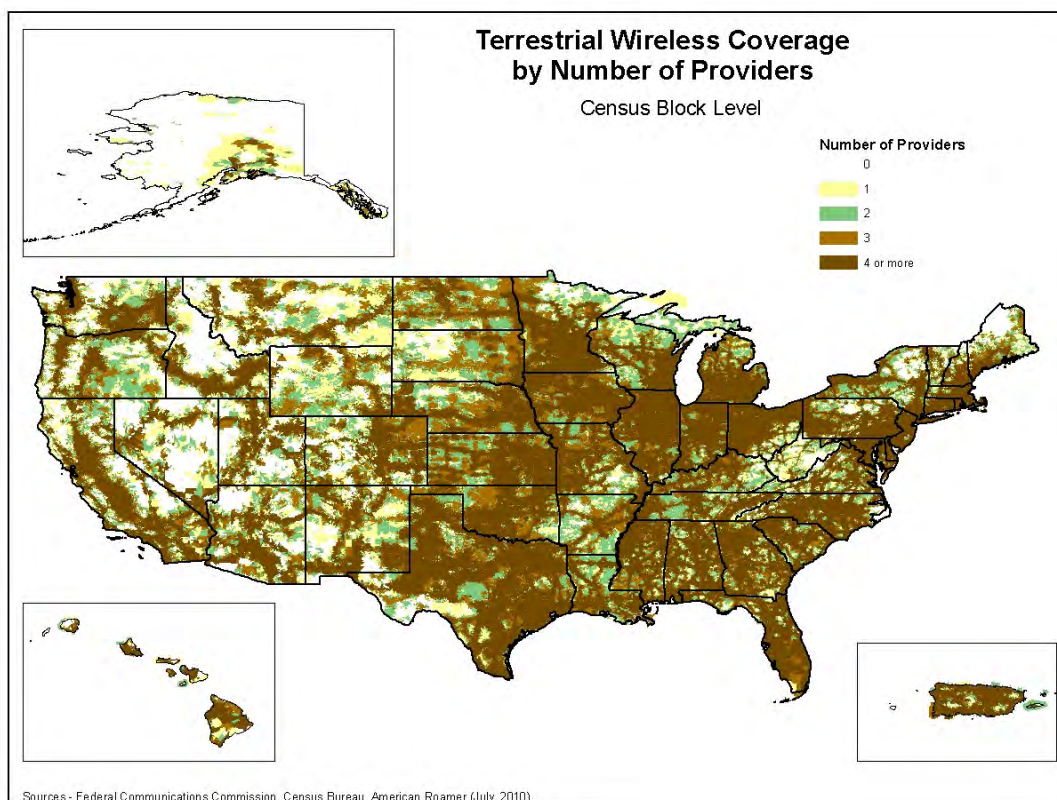 Terrestrial Wireless Coverage
by Number of Providers
Census Block Level
Number of Providers
0
1
2
3
4 or more
Sources - Federal Communications Commission, Census Bureau, American Roamer (July, 2010)